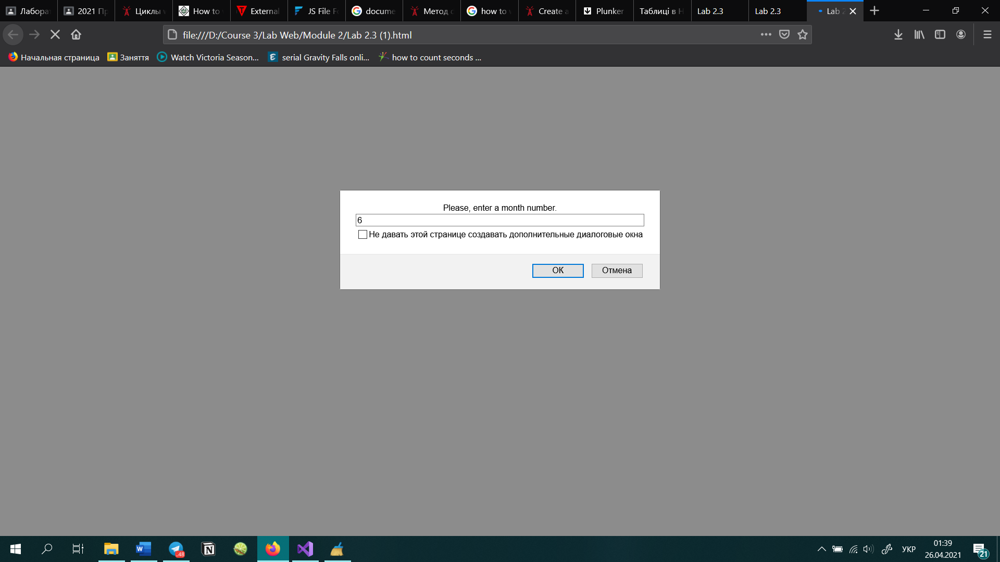 Лаборат
2021 Пр
Циклы
How to
External
JS File Fo
docume
Метод
how to
Create a
Plunker
Таблиці в H
Lab 2.3
Lab 2.3
Lab 2
file:///D:/Course 3/Lab Web/Module 2/Lab 2.3 (1).html
Начальная страница
Заняття
Watch Victoria Season...
serial Gravity Falls onli...
how to count seconds ...
Please, enter a month number.
6
Не давать этой странице создавать дополнительные диалоговые окна
ОК
Отмена
..48
УКР
01:39
26.04.2021
21